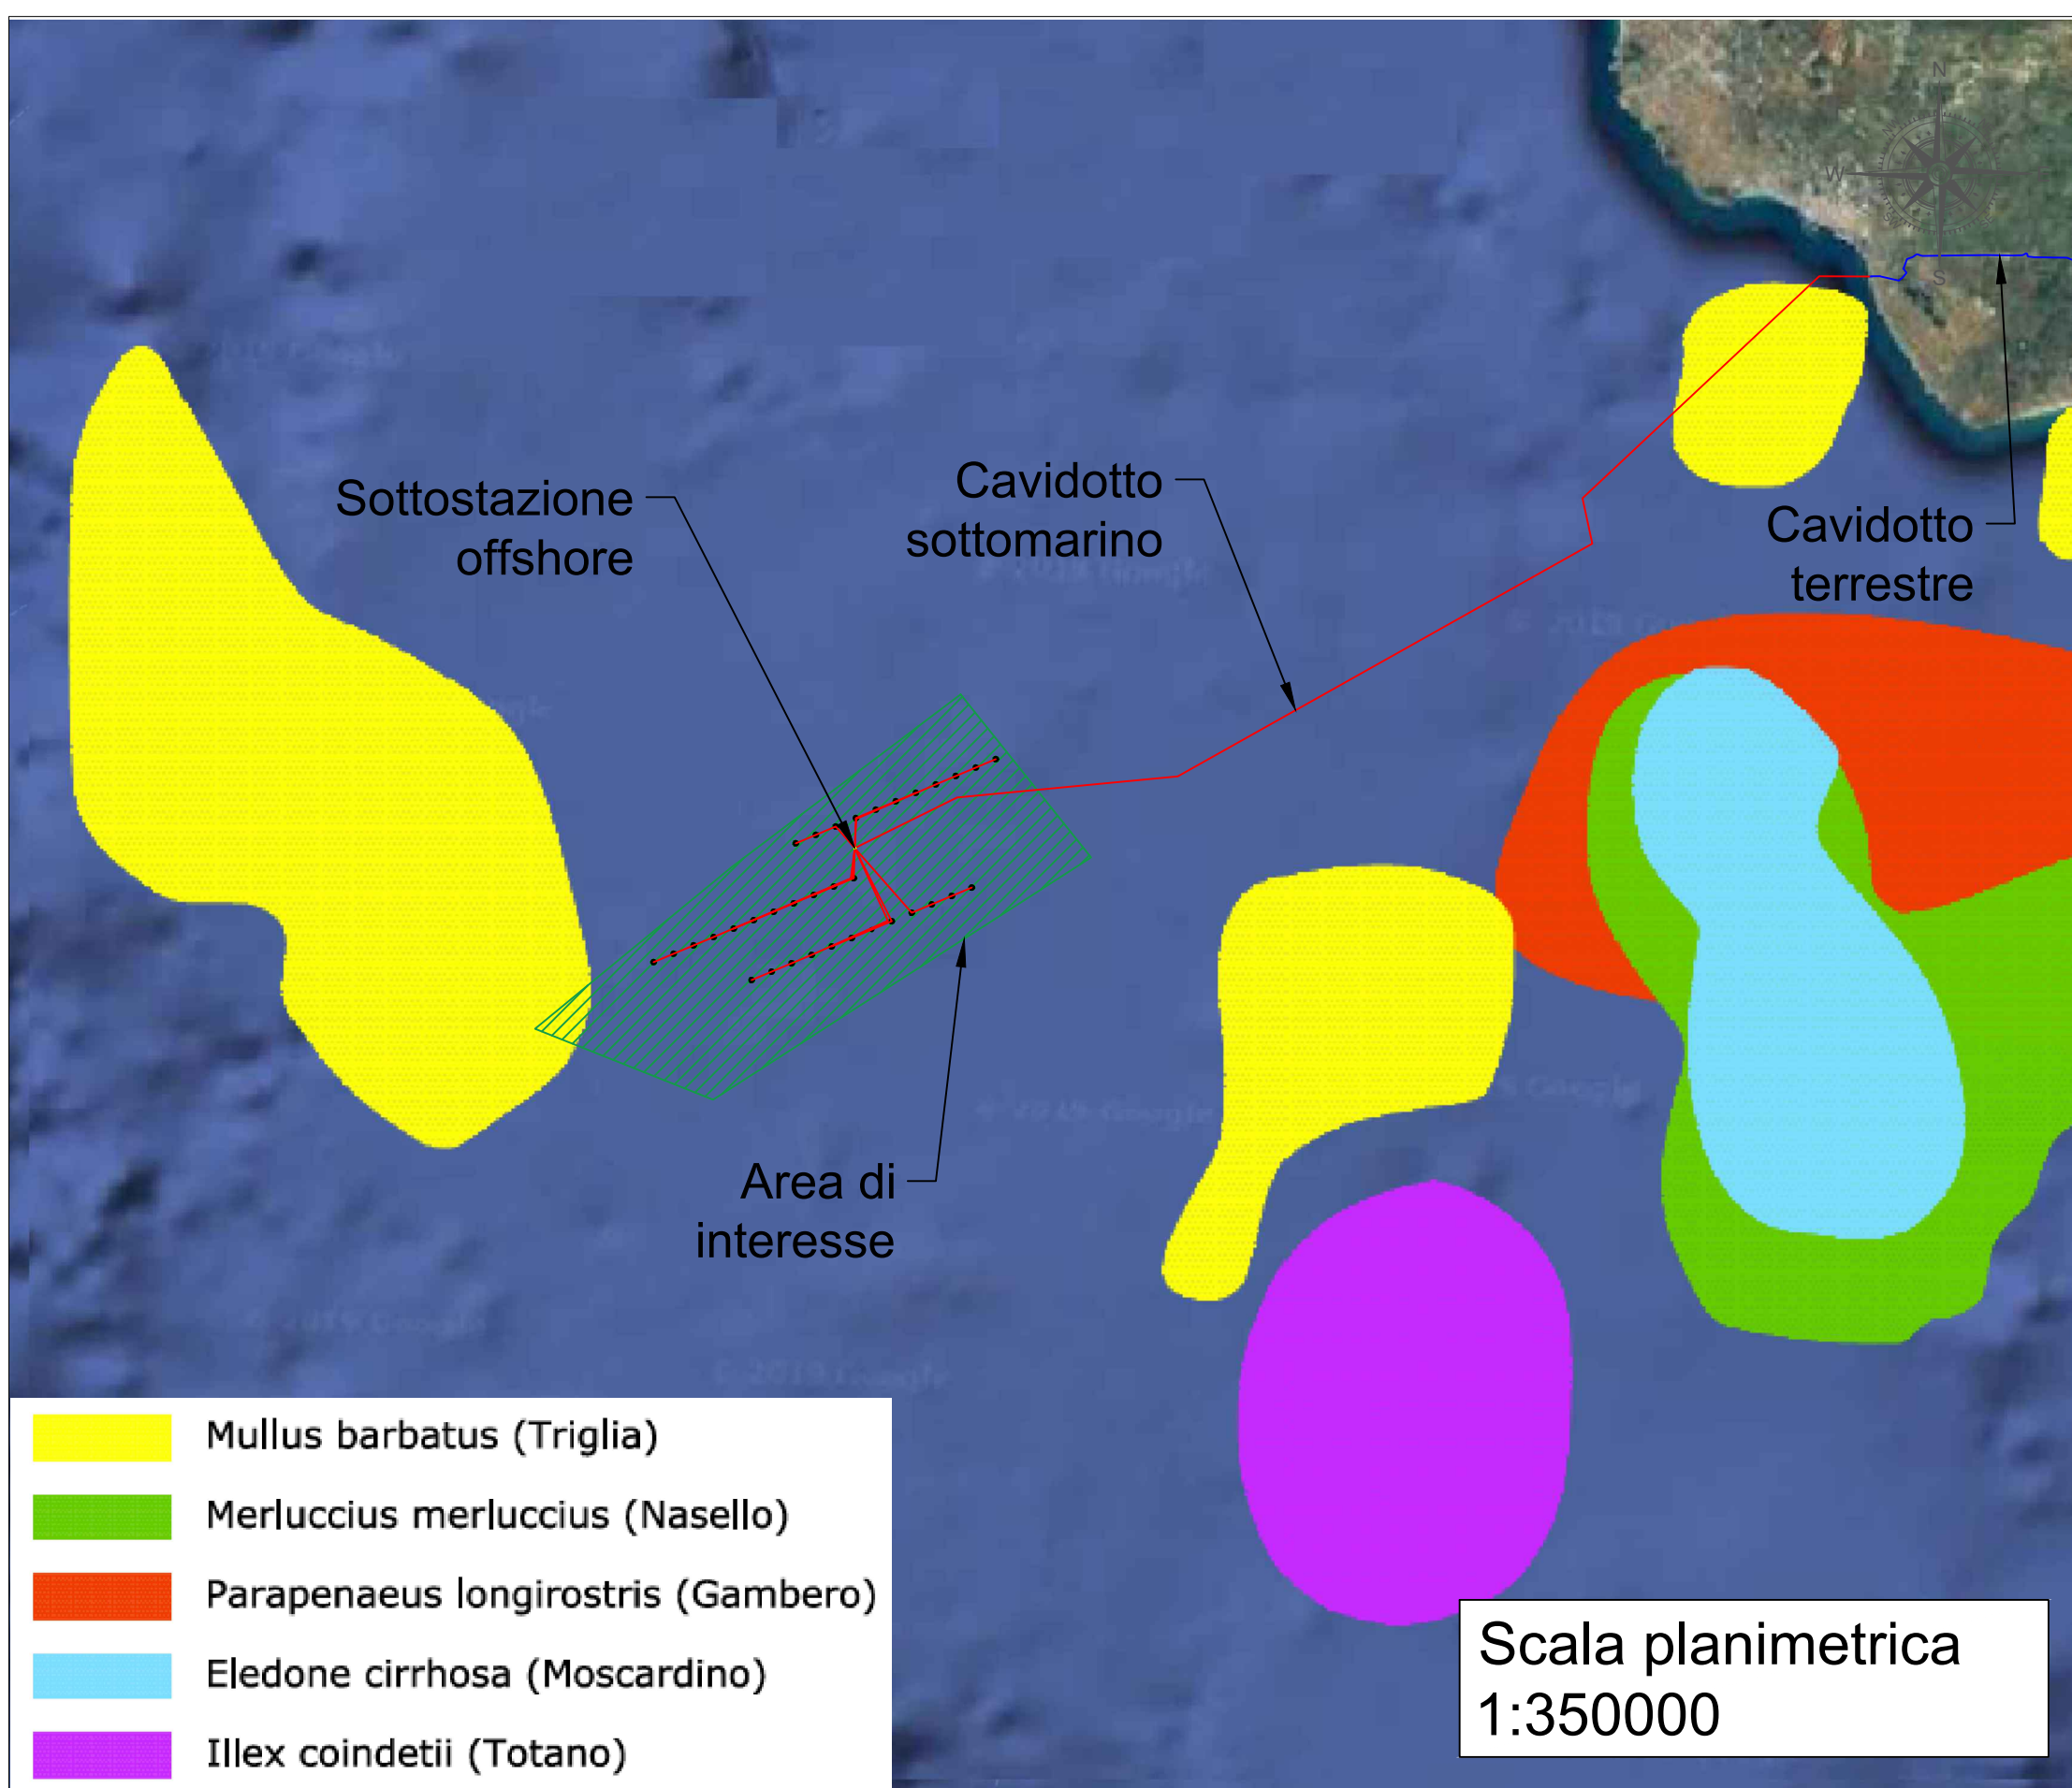 N
W
S
Sottostazione
offshore
Cavidotto
sottomarino
Cavidotto
terrestre
Area di
interesse
Mullus barbatus (Triglia)
Merluccius merluccius (Nasello)
Parapenaeus longirostris (Gambero)
Eledone cirrhosa (Moscardino)
Illex coindetii (Totano)
Scala planimetrica
1:350000